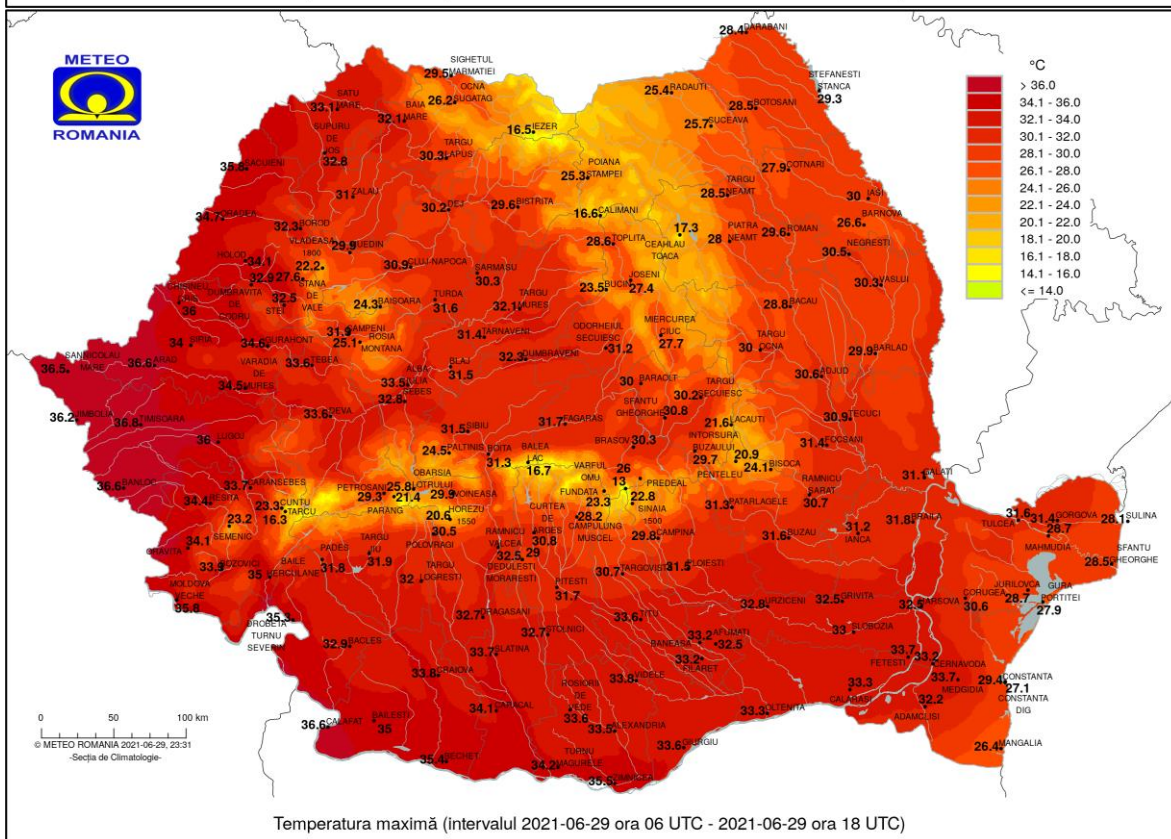 METEO
ROMANIA
°C
> 36.0
34.1 - 36.0
32.1 - 34.0
30.1 - 32.0
28.1 - 30.0
26.1 - 28.0
24.1 - 26.0
22.1 - 24.0
20.1 - 22.0
18.1 - 20.0
16.1 - 18.0
14.1 - 16.0
<= 14.0
28.4 DARABANI
SIGHETUL
29.5 MARMATIEI
OCNA
26.2 SUGATAG
SATU
33.1 MARE
BAIA
32.1 MARE
16.5 IEZER
25.4 RADAUTI
STEFANESTI
STANCA
29.3
28.5 BOTOSANI
25.7 SUCEAVA
SUPURU
DE
JOS
32.8
TARGU
30.3 LAPUS
35.8 SACUIENI
31 ZALAU
30.2 DEJ
29.6 BISTRITA
POIANA
25.3 STAMPEI
27.9 COTNARI
TARGU
28.5 NEAMT
30 IASI
BARNOVA
26.6
34.7 ORADEA
32.3 BOROD
16.6 CALIMANI
28.6 TOPLITA
17.3
CEAHLAU
TOACA
PIATRA
28 NEAMT
29.6 ROMAN
NEGRESTI
30.5
VLADEASA
1800
22.2
29.9 HUEDIN
HOLOD
34.1
30.9 CLUJ-NAPOCA
SARMASU
30.3
JOSENI
27.4
23.5 BUCIN
30.3 VASLUI
CHISINEU
CRIS
36
32.9
DUMBRAVITA
DE
CODRU
27.6
STANA
DE
VALE
32.5
STEI
24.3 BAISOARA
TURDA
31.6
TARGU
32.1 MURES
28.8 BACAU
MIERCUREA
CIUC
27.7
34 SIRIA
34.6 GURAHONT
31.9 CAMPENI
25.1 ROSIA
MONTANA
31.4 TARNAVENI
ODORHEIUL
SECUIESC
31.2
TARGU
30 OCNA
29.9 BARLAD
SANNICOLAU
36.5 MARE
36.6 ARAD
VARADIA
DE
34.5 MURES
33.6 TEBEA
BLAJ
31.5
32.3 DUMBRAVENI
ALBA
33.5 IULIA
SEBES
32.8
30 BARAOLT
TARGU
30.2 SECUIESC
30.6 ADJUD
36.2 JIMBOLIA
36.8 TIMISOARA
33.6 DEVA
31.7 FAGARAS
SFANTU
GHEORGHE 30.8
21.6 LACAUTI
30.9 TECUCI
36 LUGOJ
31.5 SIBIU
BRASOV 30.3
INTORSURA
BUZAULUI
29.7
20.9
PENTELEU
31.4 FOCSANI
24.5 PALTINIS
BOITA
31.3
BALEA
LAC
16.7
24.1 BISOCA
31.1 GALATI
36.6 BANLOC
33.7 CARANSEBES
PETROSANI
29.3
OBARSIA
25.8 LOTRULUI
21.4
PARANG
29.9 VOINEASA
VARFUL
OMU
13
26
PREDEAL
FUNDATA
23.3
22.8
SINAIA
1500
31.3 PATARLAGELE
RAMNICU
SARAT
30.7
34.4 RESITA
23.3 CUNTU
TARCU
16.3
23.2
SEMENIC
20.6 HOREZU
1550
30.5
POLOVRAGI
CURTEA
DE
ARGES
30.8
28.2
CAMPULUNG
MUSCEL
29.8 CAMPINA
31.6 BUZAU
31.2
IANCA
31.8 BRAILA
31.6
TULCEA
31.4 GORGOVA
28.7
MAHMUDIA
28.1 SULINA
34.1
ORAVITA
33.9 BOZOVICI
BAILE
35 HERCULANE
PADES
31.8
TARGU
JIU
31.9
RAMNICU
VALCEA
32.5
29
DEDULESTI
MORARESTI
SFANTU
28.5 GHEORGHE
MOLDOVA
VECHE
35.8
TARGU
32 LOGRESTI
PITESTI
31.7
30.7 TARGOVISTE
31.5 PLOIESTI
JURILOVCA
28.7
GURA
PORTITEI
27.9
CORUGEA
30.6
35.3
DROBETA
TURNU
SEVERIN
32.7 DRAGASANI
32.7 STOLNICI
33.6 TITU
32.8 URZICENI
32.5 GRIVITA
32.5 HARSOVA
33 SLOBOZIA
32.9 BACLES
33.7 SLATINA
BANEASA
33.2 AFUMATI
32.5
33.2 FILARET
33.7
FETESTI
33.2
CERNAVODA
33.7
MEDGIDIA
29.4 CONSTANTA
27.1
CONSTANTA
DIG
33.8 CRAIOVA
33.8 VIDELE
33.3
CALARASI
ROSIORI
DE
VEDE
33.6
34.1 CARACAL
32.2
ADAMCLISI
33.3 OLTENITA
36.6 CALAFAT
BAILESTI
35
33.5 ALEXANDRIA
33.6 GIURGIU
26.4 MANGALIA
35.4 BECHET
TURNU
34.2 MAGURELE
35.5 ZIMNICEA
0 50 100 km
© METEO ROMANIA 2021-06-29, 23:31
-Secția de Climatologie-
Temperatura maximă (intervalul 2021-06-29 ora 06 UTC - 2021-06-29 ora 18 UTC)